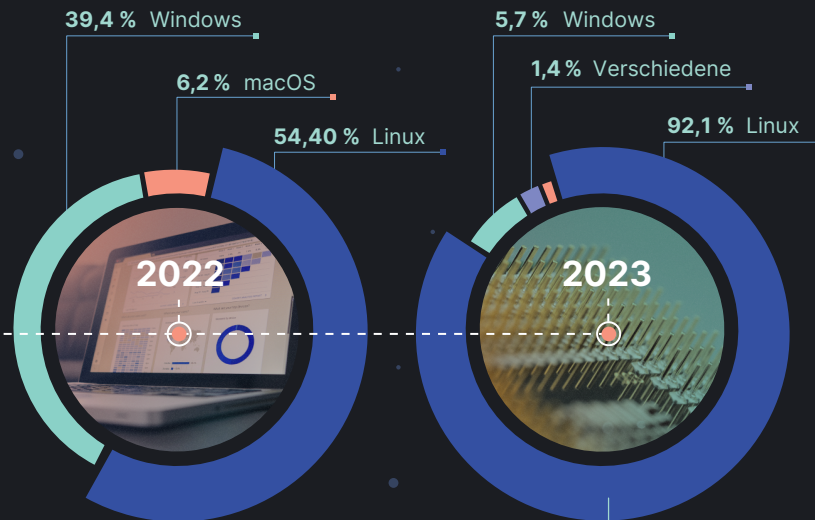 39,4 % Windows
6,2 % macOS
54,40 % Linux
2022
5,7 % Windows
1,4 % Verschiedene
92,1 % Linux
2023